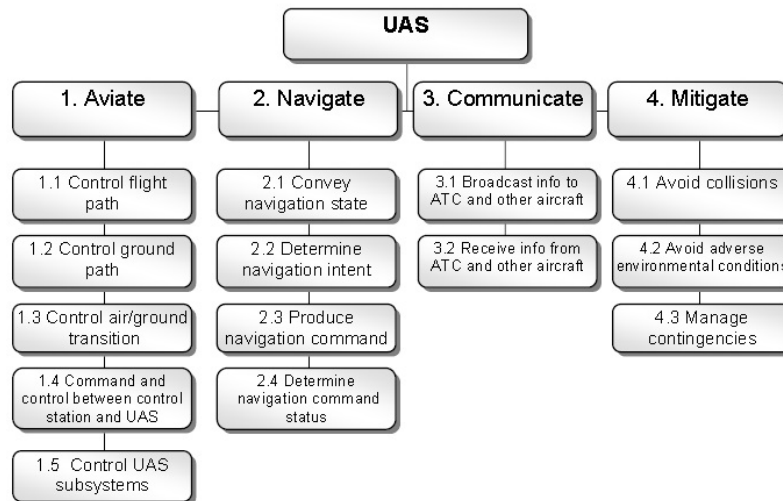 UAS
1. Aviate
2. Navigate
3. Communicate
4. Mitigate
1.1 Control flight
path
1.2 Control ground
path
1.3 Control air/ground
transition
1.4 Command and
control between control
station and UAS
1.5 Control UAS
subsystems
2.1 Convey
navigation state
2.2 Determine
navigation intent
2.3 Produce
navigation command
2.4 Determine
navigation command
status
3.1 Broadcast info to
ATC and other aircraft
3.2 Receive info from
ATC and other aircraft
4.1 Avoid collisions
4.2 Avoid adverse
environmental conditions
4.3 Manage
contingencies